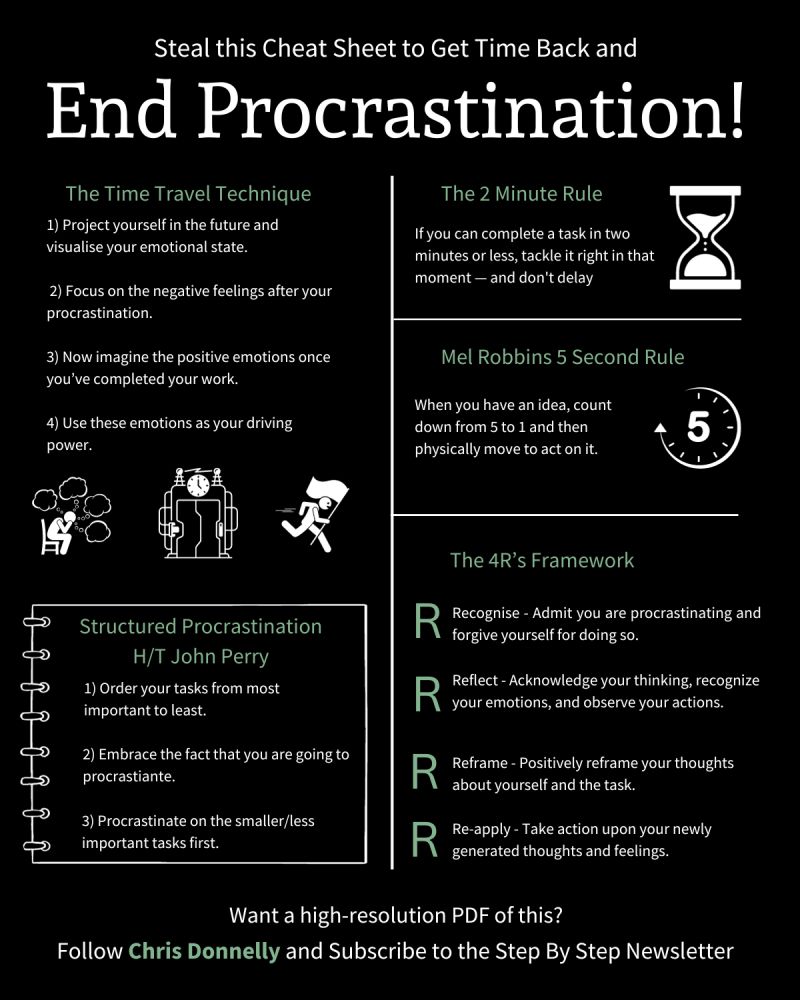 Steal this Cheat Sheet to Get Time Back and
End Procrastination!
The Time Travel Technique
1) Project yourself in the future and
visualise your emotional state.
2) Focus on the negative feelings after your
procrastination.
3) Now imagine the positive emotions once
you've completed your work.
4) Use these emotions as your driving
power.
Structured Procrastination
H/T John Perry
1) Order your tasks from most
important to least.
2) Embrace the fact that you are going to
procrastiante.
3) Procrastinate on the smaller/less
important tasks first.
The 2 Minute Rule
If you can complete a task in two
minutes or less, tackle it right in that
moment — and don't delay
Mel Robbins 5 Second Rule
When you have an idea, count
down from 5 to 1 and then
physically move to act on it.
5
The 4R's Framework
R Recognise - Admit you are procrastinating and
forgive yourself for doing so.
R Reflect - Acknowledge your thinking, recognize
your emotions, and observe your actions.
R Reframe - Positively reframe your thoughts
about yourself and the task.
R Re-apply - Take action upon your newly
generated thoughts and feelings.
Want a high-resolution PDF of this?
Follow Chris Donnelly and Subscribe to the Step By Step Newsletter